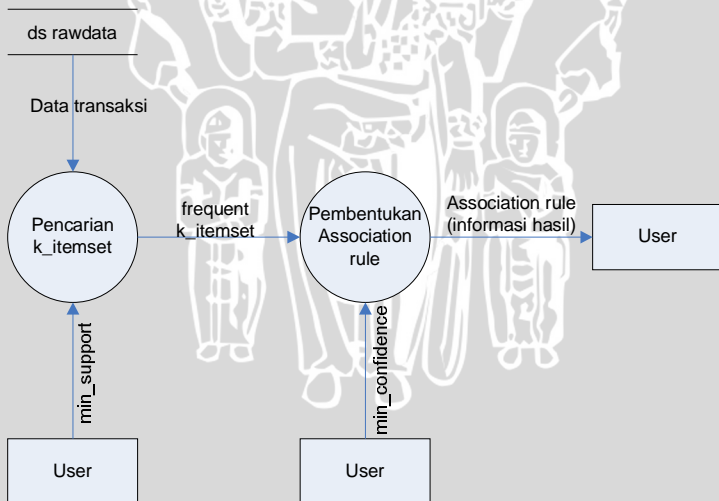 ds rawdata
Data transaksi
Pencarian
k_itemset
frequent
k_itemset
Pembentukan
Association
rule
Association rule
(informasi hasil)
User
min_support
min_confidence
User
User